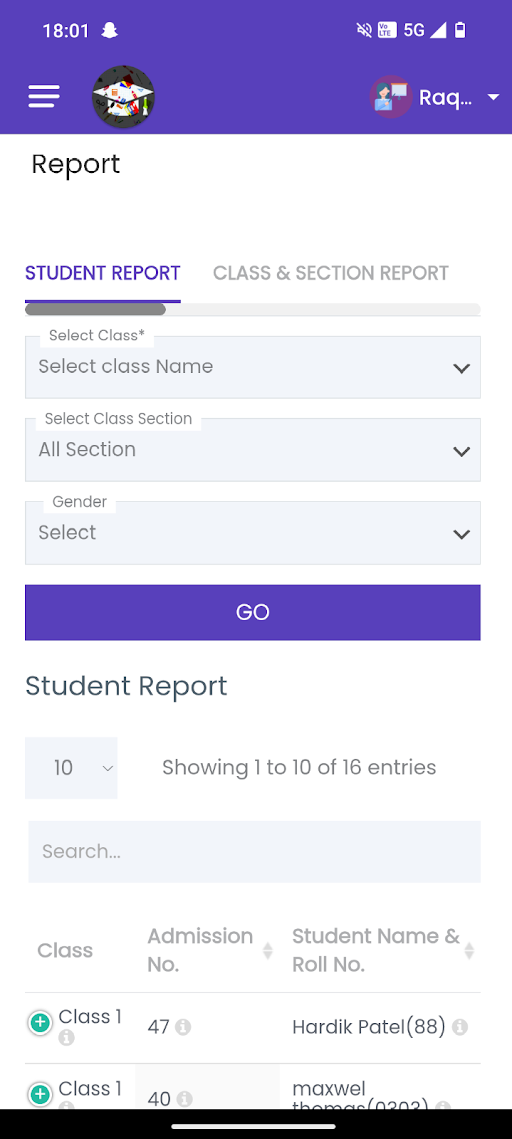 18:01
Vo LTE 5G
Raq...
Report
STUDENT REPORT CLASS & SECTION REPORT
Select Class*
Select class Name
Select Class Section
All Section
Gender
Select
GO
Student Report
10 Showing 1 to 10 of 16 entries
Search...
Class Admission No. Student Name & Roll No.
Class 1 47 Hardik Patel(88)
Class 1 40 maxwel thomas(0303)